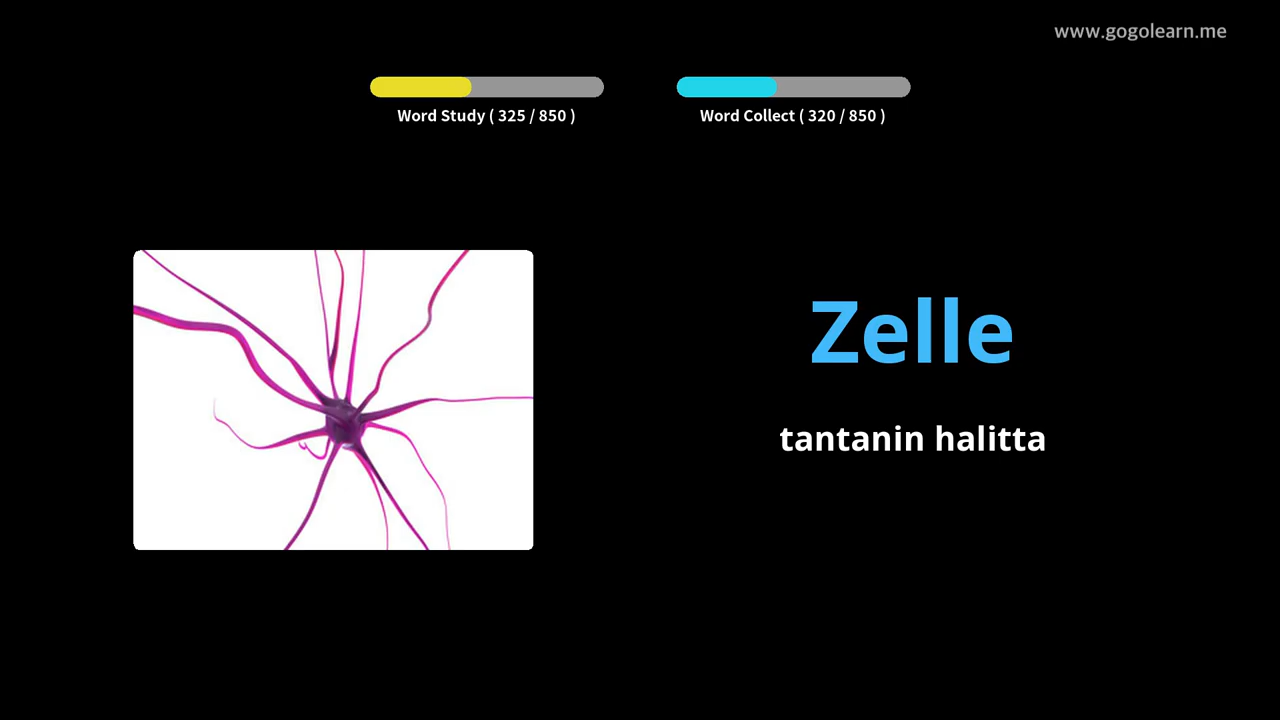 www.gogolearn.me
Word Study ( 325 / 850 )
Word Collect ( 320 / 850 )
Zelle
tantanin halitta